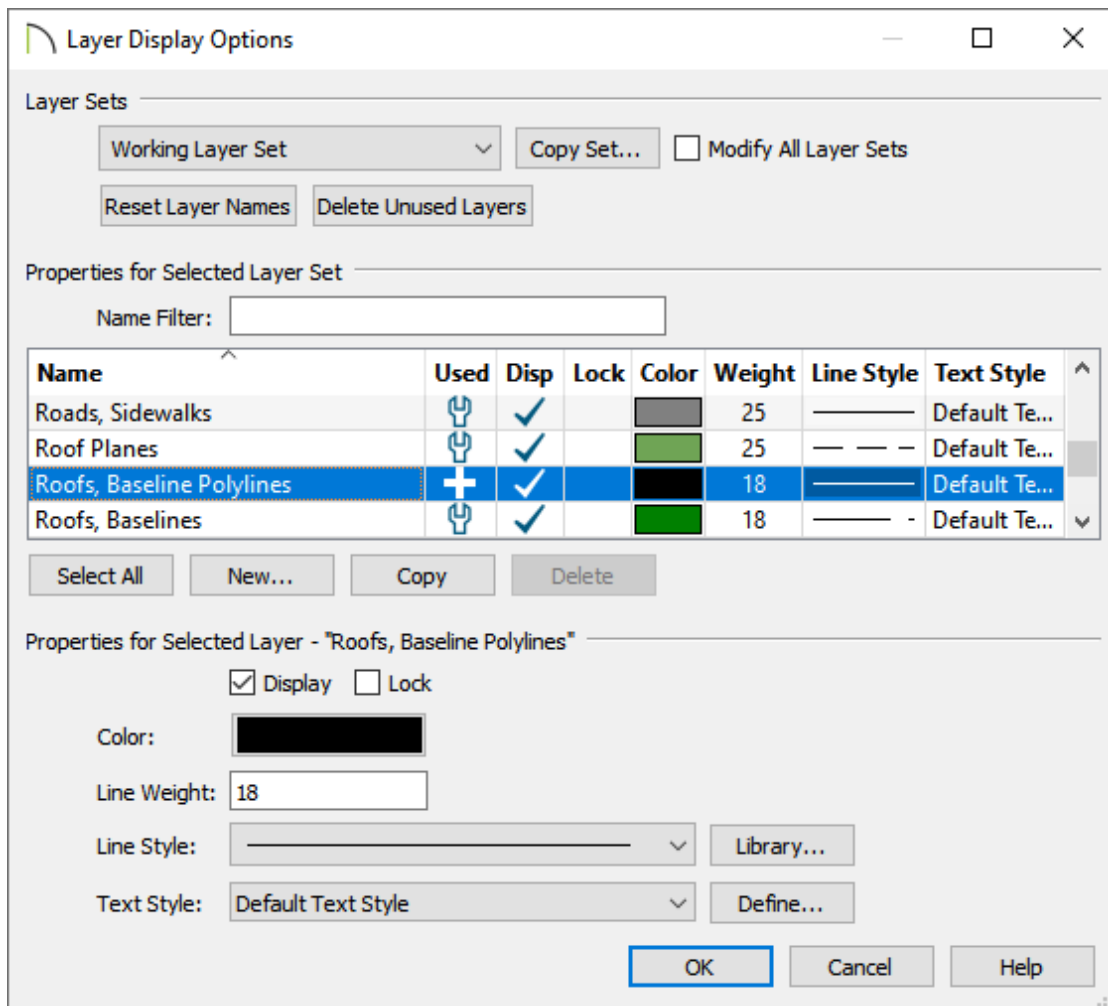 Layer Display Options
Layer Sets
Working Layer Set Copy Set... Modify All Layer Sets
Reset Layer Names Delete Unused Layers
Properties for Selected Layer Set
Name Filter:
Name Used Disp Lock Color Weight Line Style Text Style
Roads, Sidewalks 25 Default Te...
Roof Planes 25 Default Te...
Roofs, Baseline Polylines 18 Default Te...
Roofs, Baselines 18 Default Te...
Select All New... Copy Delete
Properties for Selected Layer - "Roofs, Baseline Polylines"
Display Lock
Color:
Line Weight: 18
Line Style: Library...
Text Style: Default Text Style Define...
OK Cancel Help